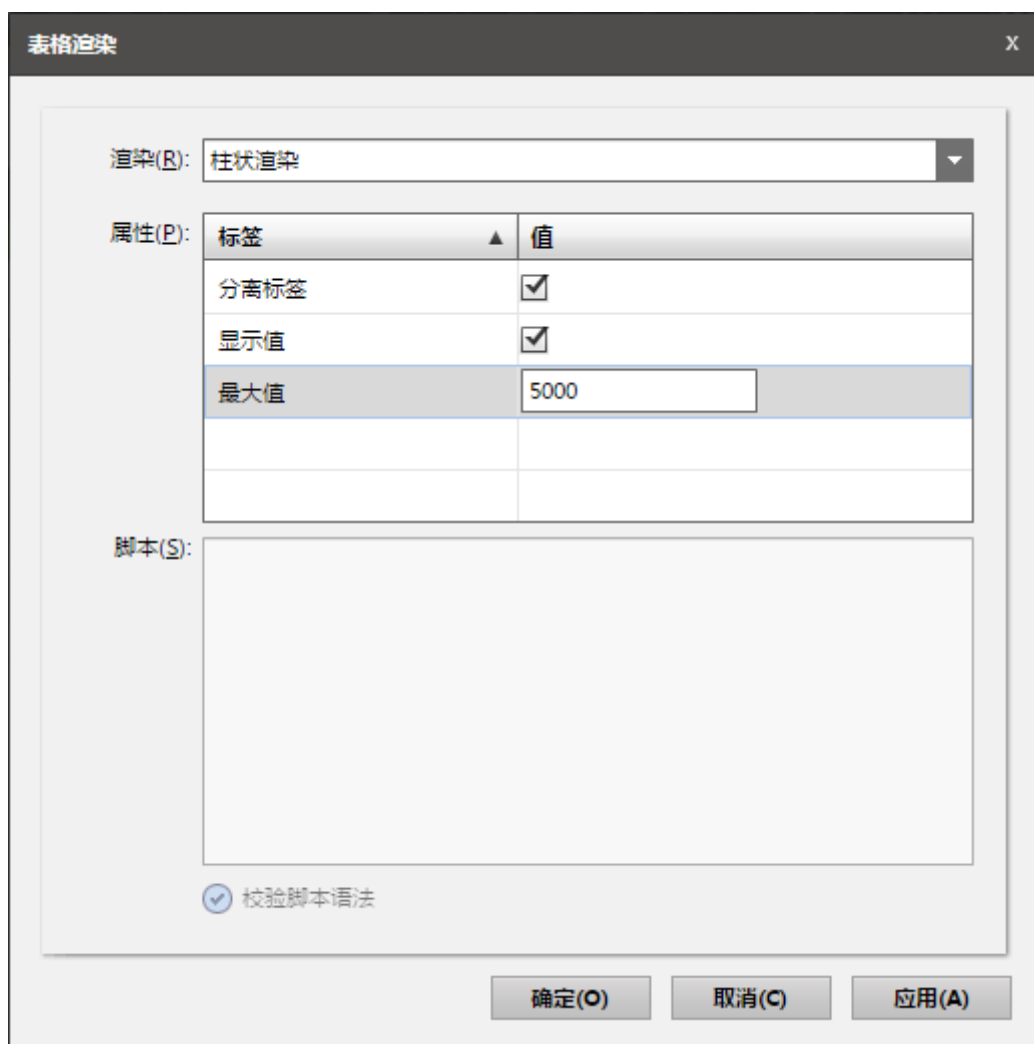 表格渲染 x
渲染(R): 柱状渲染
属性(P): 标签 ▲ 值
分离标签
显示值
最大值 5000
脚本(S):
校验脚本语法
确定(O) 取消(C) 应用(A)